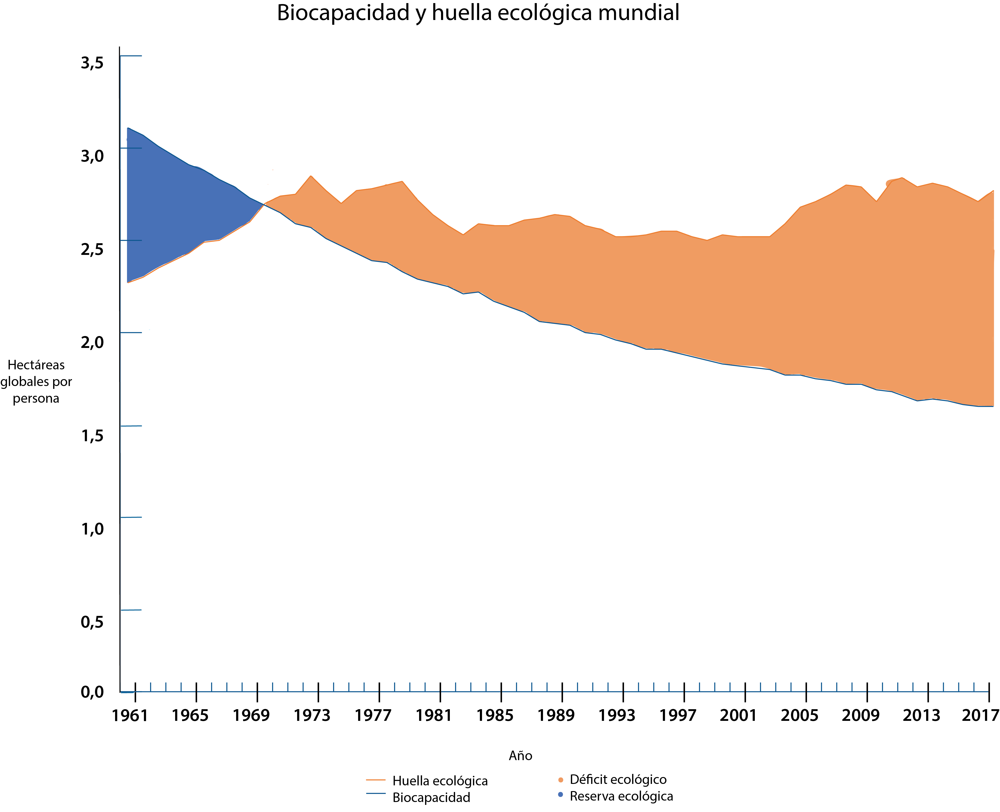 Biocapacidad y huella ecológica mundial
3,5
3,0
2,5
2,0
Hectáreas
globales por
persona
1,5
1,0
0,5
0,0
1961 1965 1969 1973 1977 1981 1985 1989 1993 1997 2001 2005 2009 2013 2017
Año
Huella ecológica
Biocapacidad
Déficit ecológico
Reserva ecológica